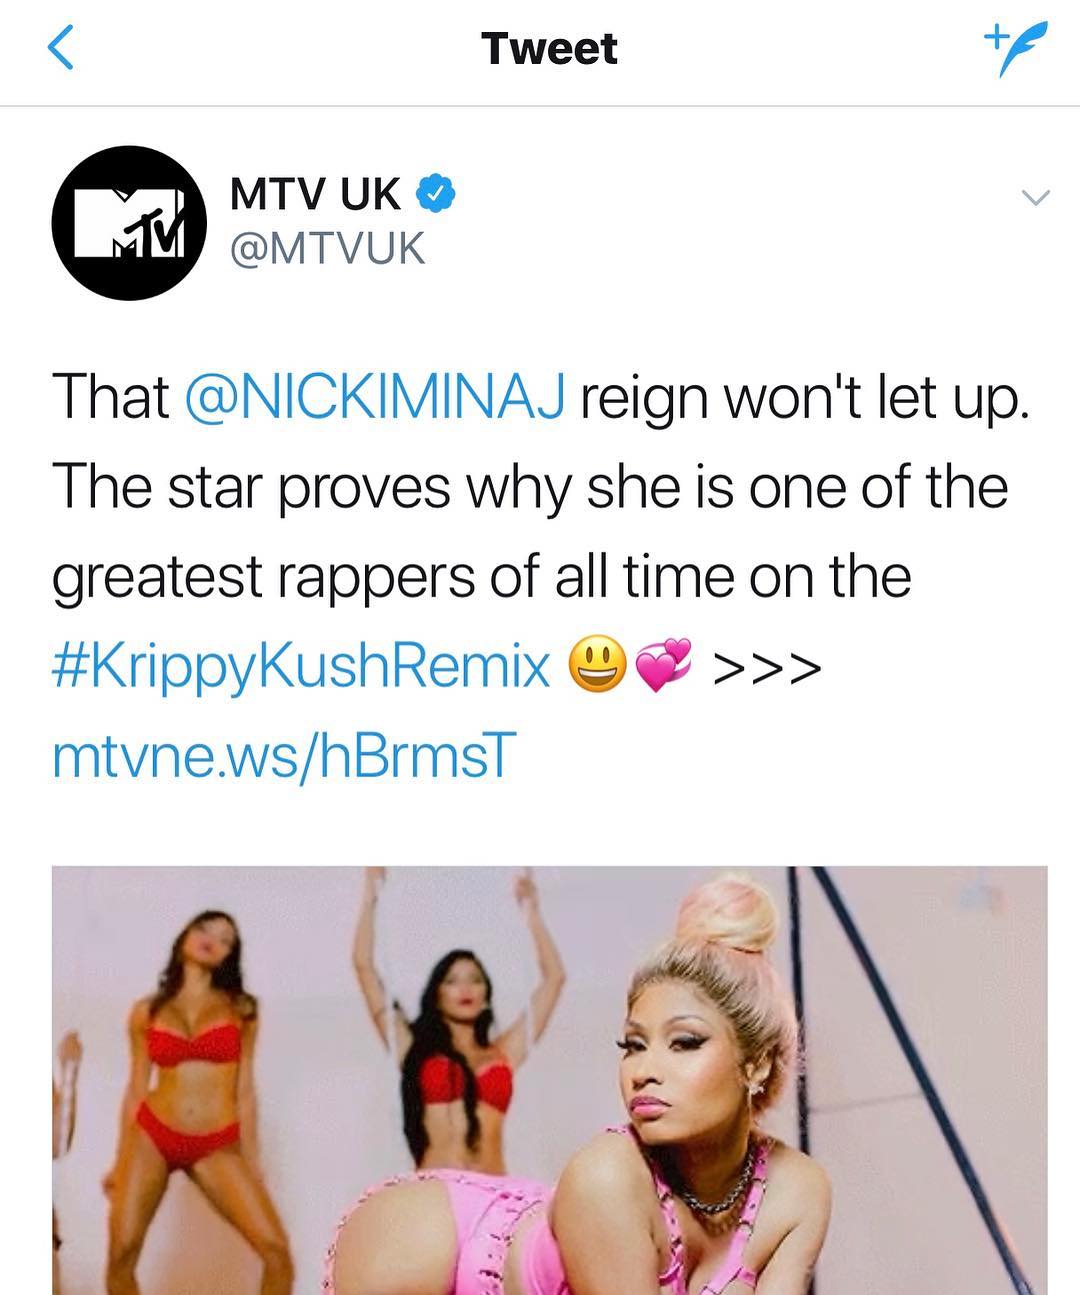 Tweet
MTV
MTV UK
@MTVUK
That @NICKIMINAJ reign won't let up.
The star proves why she is one of the
greatest rappers of all time on the
#KrippyKushRemix 😃💞 >>>
mtvne.ws/hBrmsT